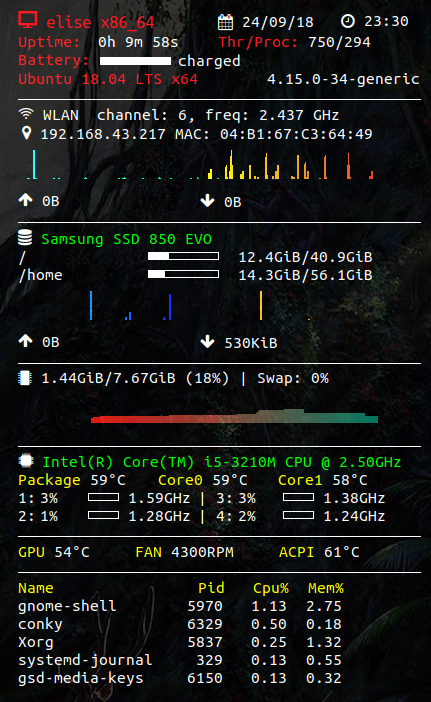 elise x86_64 24/09/18 23:30
Uptime: 0h 9m 58s Thr/Proc: 750/294
Battery: charged
Ubuntu 18.04 LTS x64 4.15.0-34-generic
WLAN channel: 6, freq: 2.437 GHz
192.168.43.217 MAC: 04:B1:67:C3:64:49
0B 0B
Samsung SSD 850 EVO
/ 12.4GiB/40.9GiB
/home 14.3GiB/56.1GiB
0B 530KiB
1.44GiB/7.67GiB (18%) | Swap: 0%
Intel(R) Core(TM) i5-3210M CPU @ 2.50GHz
Package 59°C Core0 59°C Core1 58°C
1: 3% 1.59GHz | 3: 3% 1.38GHz
2: 1% 1.28GHz | 4: 2% 1.24GHz
GPU 54°C FAN 4300RPM ACPI 61°C
Name Pid Cpu% Mem%
gnome-shell 5970 1.13 2.75
conky 6329 0.50 0.18
Xorg 5837 0.25 1.32
systemd-journal 329 0.13 0.55
gsd-media-keys 6150 0.13 0.32